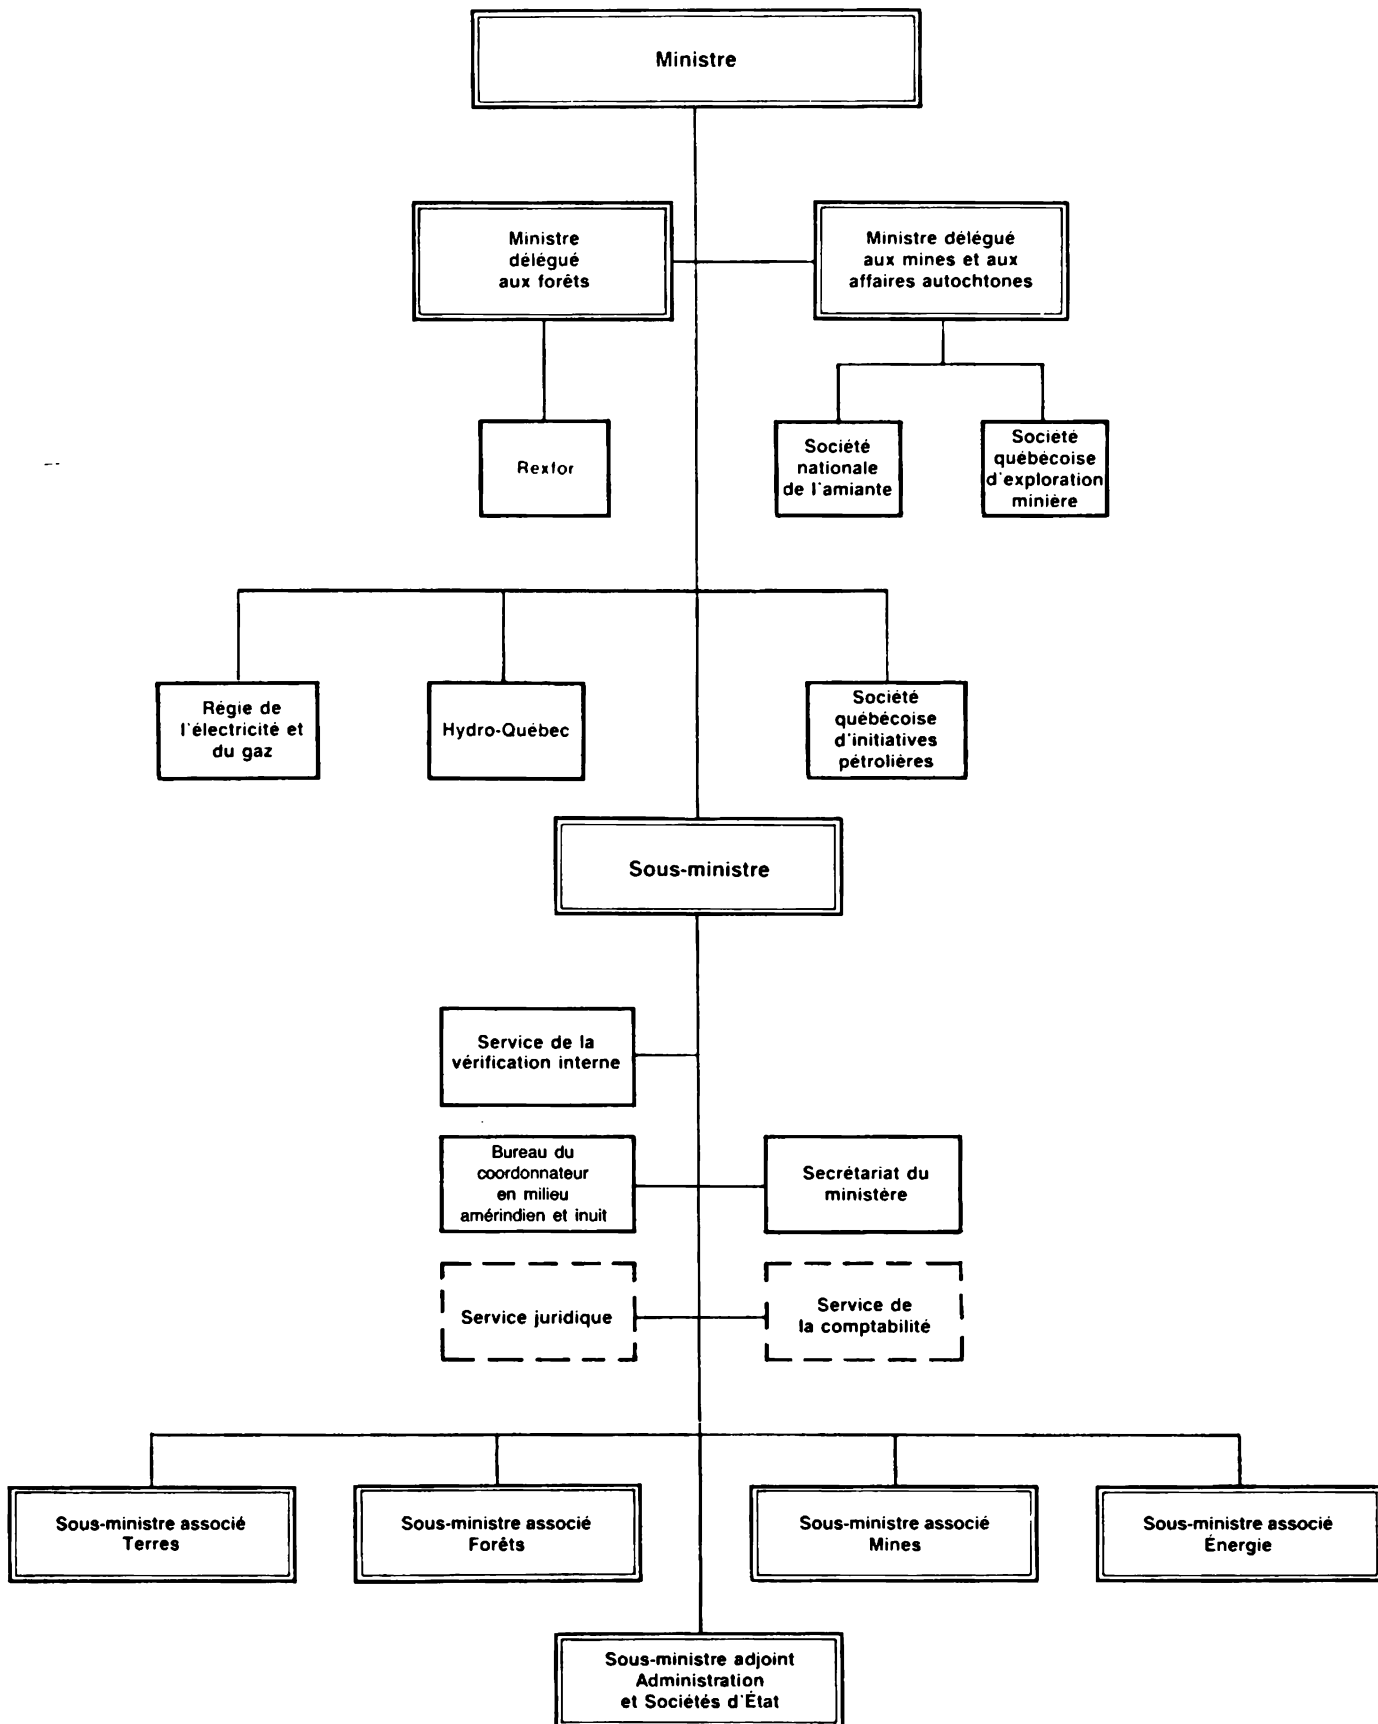 Ministre
Ministre
délégué
aux forêts
Ministre délégué
aux mines et aux
affaires autochtones
Rexfor
Société
nationale
de l'amiante
Société
québécoise
d'exploration
minière
Régie de
l'électricité et
du gaz
Hydro-Québec
Société
québécoise
d'initiatives
pétrolières
Sous-ministre
Service de la
vérification interne
Bureau du
coordonnateur
en milieu
amérindien et inuit
Secrétariat du
ministère
Service juridique
Service de
la comptabilité
Sous-ministre associé
Terres
Sous-ministre associé
Forêts
Sous-ministre associé
Mines
Sous-ministre associé
Énergie
Sous-ministre adjoint
Administration
et Sociétés d'État